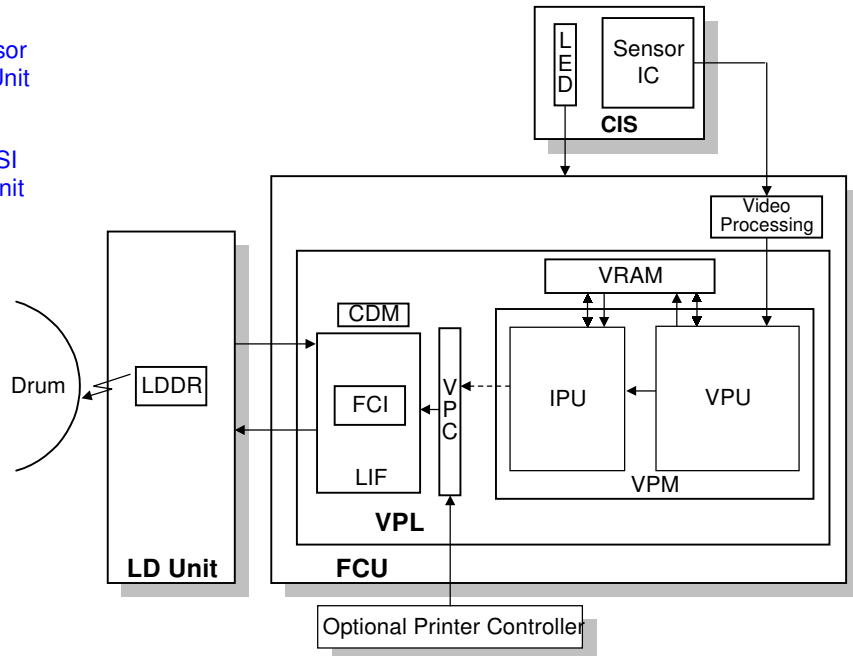 sor
Unit
SI
nit
L
E
D
Sensor
IC
CIS
Video
Processing
VRAM
CDM
Drum
LDDR
FCI
V
P
C
IPU
VPU
LIF
VPM
VPL
LD Unit
FCU
Optional Printer Controller